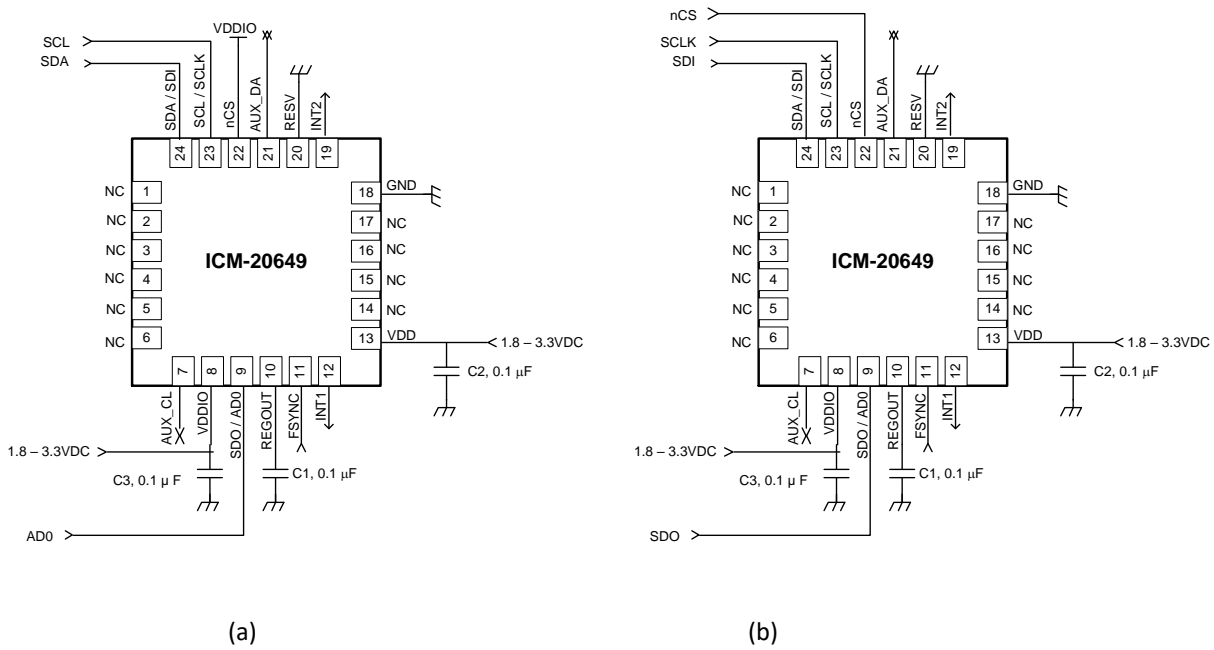 VDDIO
SCL
SDA
SDA / SDI
SCL / SCLK
nCS
AUX_DA
RESV
INT2
24
23
22
21
20
19
NC 1
NC 2
NC 3
NC 4
NC 5
NC 6
ICM-20649
18 GND
17 NC
16 NC
15 NC
14 NC
13 VDD
1.8 – 3.3VDC
C2, 0.1 µF
7
8
9
10
11
12
AUX_CL
VDDIO
SDO / AD0
REGOUT
FSYNC
INT1
1.8 – 3.3VDC
C3, 0.1 µ F
C1, 0.1 µF
AD0
(a)
nCS
SCLK
SDI
SDA / SDI
SCL / SCLK
nCS
AUX_DA
RESV
INT2
24
23
22
21
20
19
NC 1
NC 2
NC 3
NC 4
NC 5
NC 6
ICM-20649
18 GND
17 NC
16 NC
15 NC
14 NC
13 VDD
1.8 – 3.3VDC
C2, 0.1 µF
7
8
9
10
11
12
AUX_CL
VDDIO
SDO / AD0
REGOUT
FSYNC
INT1
1.8 – 3.3VDC
C3, 0.1 µ F
C1, 0.1 µF
SDO
(b)